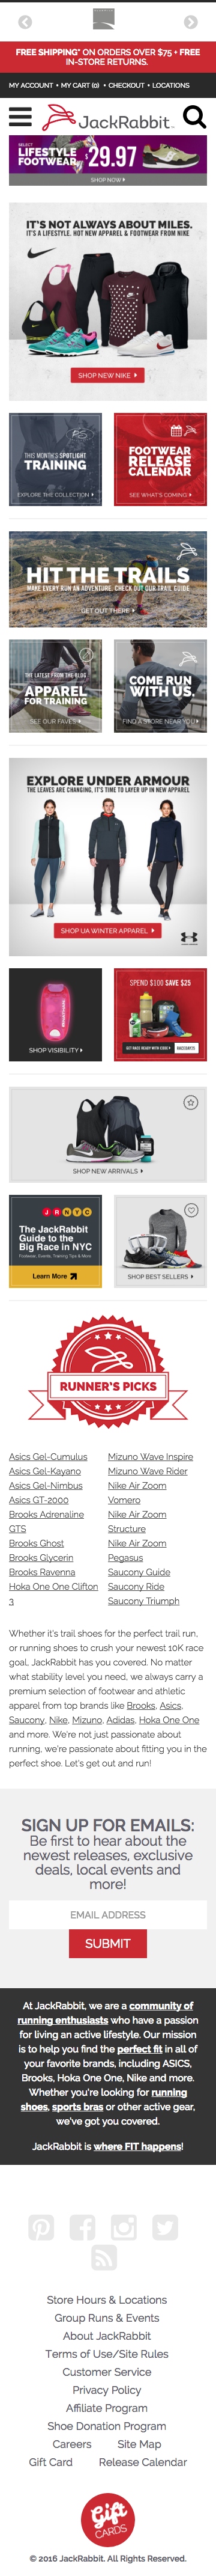 FREE SHIPPING* ON ORDERS OVER $75 + FREE
IN-STORE RETURNS.
MY ACCOUNT • MY CART (0) • CHECKOUT • LOCATIONS
JackRabbit
SELECT
LIFESTYLE
FOOTWEAR
$29.97
SHOP NOW
IT'S NOT ALWAYS ABOUT MILES.
IT'S A LIFESTYLE. HOT NEW APPAREL & FOOTWEAR FROM NIKE.
SHOP NEW NIKE
THIS MONTH'S SPOTLIGHT
TRAINING
EXPLORE THE COLLECTION
FOOTWEAR
RELEASE
CALENDAR
SEE WHAT'S COMING
HIT THE TRAILS
MAKE EVERY RUN AN ADVENTURE. CHECK OUT OUR TRAIL GUIDE
GET OUT THERE
THE LATEST FROM THE BLOG
APPAREL
FOR TRAINING
SEE OUR FAVES
COME RUN
WITH US.
FIND A STORE NEAR YOU
EXPLORE UNDER ARMOUR
THE LEAVES ARE CHANGING, IT'S TIME TO LAYER UP IN NEW APPAREL
SHOP UA WINTER APPAREL
SHOP VISIBILITY
SPEND $100 SAVE $25
GET RACE READY WITH CODE
RACESAVE25
SHOP NEW ARRIVALS
JR NYC
The JackRabbit
Guide to the
Big Race in NYC
Footwear, Events, Training Tips & More
Learn More
SHOP BEST SELLERS
RUNNER'S PICKS
Asics Gel-Cumulus
Asics Gel-Kayano
Asics Gel-Nimbus
Asics GT-2000
Brooks Adrenaline
GTS
Brooks Ghost
Brooks Glycerin
Brooks Ravenna
Hoka One One Clifton
3
Mizuno Wave Inspire
Mizuno Wave Rider
Nike Air Zoom
Vomero
Nike Air Zoom
Structure
Nike Air Zoom
Pegasus
Saucony Guide
Saucony Ride
Saucony Triumph
Whether it's trail shoes for the perfect trail run,
or running shoes to crush your newest 10K race
goal, JackRabbit has you covered. No matter
what stability level you need, we always carry a
premium selection of footwear and athletic
apparel from top brands like Brooks, Asics,
Saucony, Nike, Mizuno, Adidas, Hoka One One
and more. We're not just passionate about
running, we're passionate about fitting you in the
perfect shoe. Let's get out and run!
SIGN UP FOR EMAILS:
Be first to hear about the
newest releases, exclusive
deals, local events and
more!
EMAIL ADDRESS
SUBMIT
At JackRabbit, we are a community of
running enthusiasts who have a passion
for living an active lifestyle. Our mission
is to help you find the perfect fit in all of
your favorite brands, including ASICS,
Brooks, Hoka One One, Nike and more.
Whether you're looking for running
shoes, sports bras or other active gear,
we've got you covered.
JackRabbit is where FIT happens!
Store Hours & Locations
Group Runs & Events
About JackRabbit
Terms of Use/Site Rules
Customer Service
Privacy Policy
Affiliate Program
Shoe Donation Program
Careers Site Map
Gift Card Release Calendar
Gift
CARDS
© 2016 JackRabbit. All Rights Reserved.